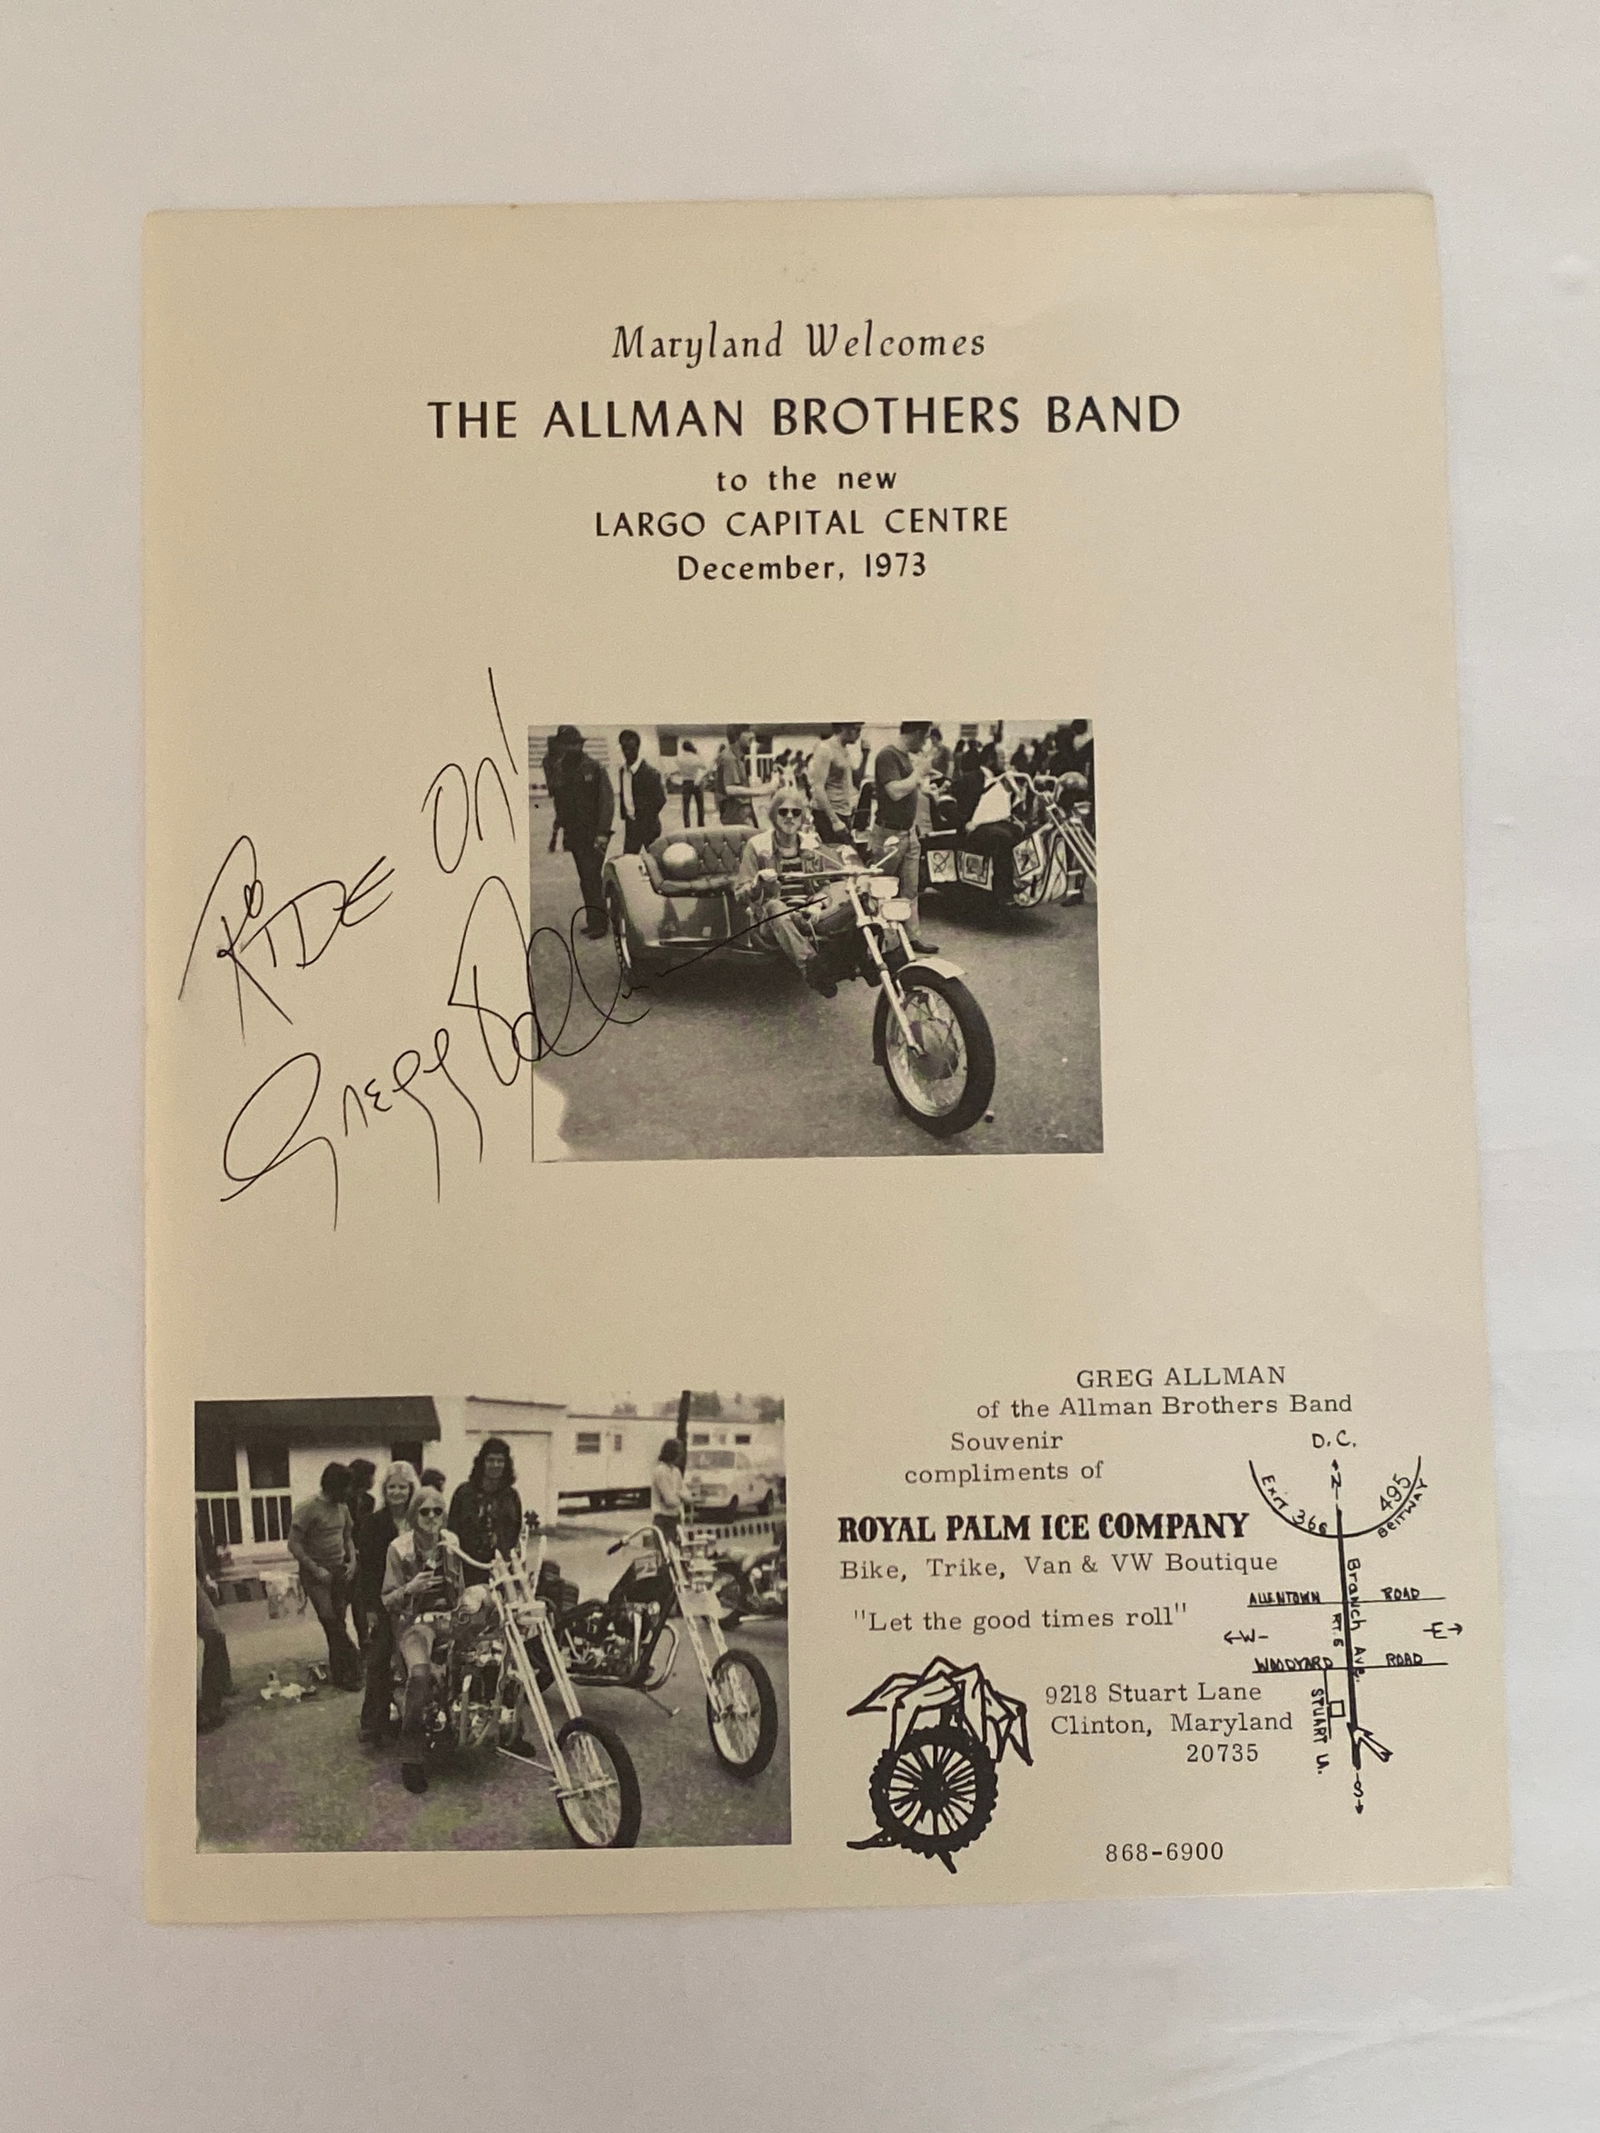 Maryland Welcomes
THE ALLMAN BROTHERS BAND
to the new
LARGO CAPITAL CENTRE
December, 1973
RIDE ON!
Gregg Allman
GREG ALLMAN
of the Allman Brothers Band
Souvenir
compliments of
ROYAL PALM ICE COMPANY
Bike, Trike, Van & VW Boutique
"Let the good times roll"
9218 Stuart Lane
Clinton, Maryland
20735
868-6900
D.C.
N
EXIT 36
495
BELTWAY
Branch Ave.
RT. 5
ALLENTOWN ROAD
←W-
-E→
WOODYARD ROAD
STUART LA.
S